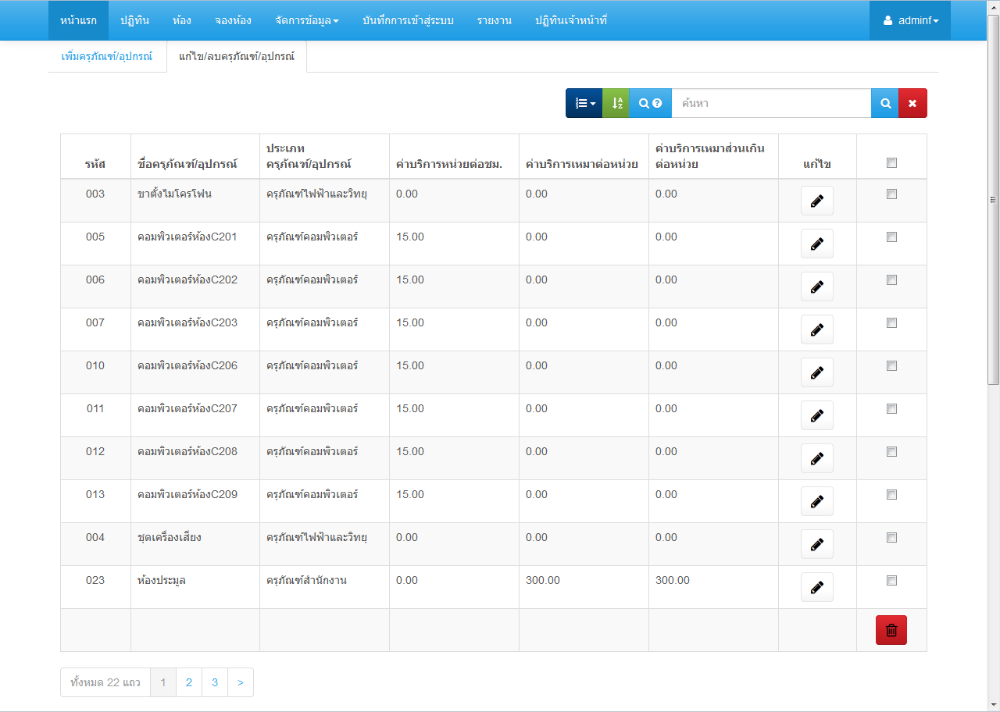 หน้าแรก ปฏิทิน ห้อง จองห้อง จัดการข้อมูล บันทึกการเข้าสู่ระบบ รายงาน ปฏิทินเจ้าหน้าที่ adminf
เพิ่มครุภัณฑ์/อุปกรณ์ แก้ไข/ลบครุภัณฑ์/อุปกรณ์
ค้นหา
รหัส ชื่อครุภัณฑ์/อุปกรณ์ ประเภท ครุภัณฑ์/อุปกรณ์ ค่าบริการหน่วยต่อชม. ค่าบริการเหมาต่อหน่วย ค่าบริการเหมาส่วนเกิน ต่อหน่วย แก้ไข
003 ขาตั้งไมโครโฟน ครุภัณฑ์ไฟฟ้าและวิทยุ 0.00 0.00 0.00
005 คอมพิวเตอร์ห้องC201 ครุภัณฑ์คอมพิวเตอร์ 15.00 0.00 0.00
006 คอมพิวเตอร์ห้องC202 ครุภัณฑ์คอมพิวเตอร์ 15.00 0.00 0.00
007 คอมพิวเตอร์ห้องC203 ครุภัณฑ์คอมพิวเตอร์ 15.00 0.00 0.00
010 คอมพิวเตอร์ห้องC206 ครุภัณฑ์คอมพิวเตอร์ 15.00 0.00 0.00
011 คอมพิวเตอร์ห้องC207 ครุภัณฑ์คอมพิวเตอร์ 15.00 0.00 0.00
012 คอมพิวเตอร์ห้องC208 ครุภัณฑ์คอมพิวเตอร์ 15.00 0.00 0.00
013 คอมพิวเตอร์ห้องC209 ครุภัณฑ์คอมพิวเตอร์ 15.00 0.00 0.00
004 ชุดเครื่องเสียง ครุภัณฑ์ไฟฟ้าและวิทยุ 0.00 0.00 0.00
023 ห้องประมูล ครุภัณฑ์สำนักงาน 0.00 300.00 300.00
ทั้งหมด 22 แถว 1 2 3 >